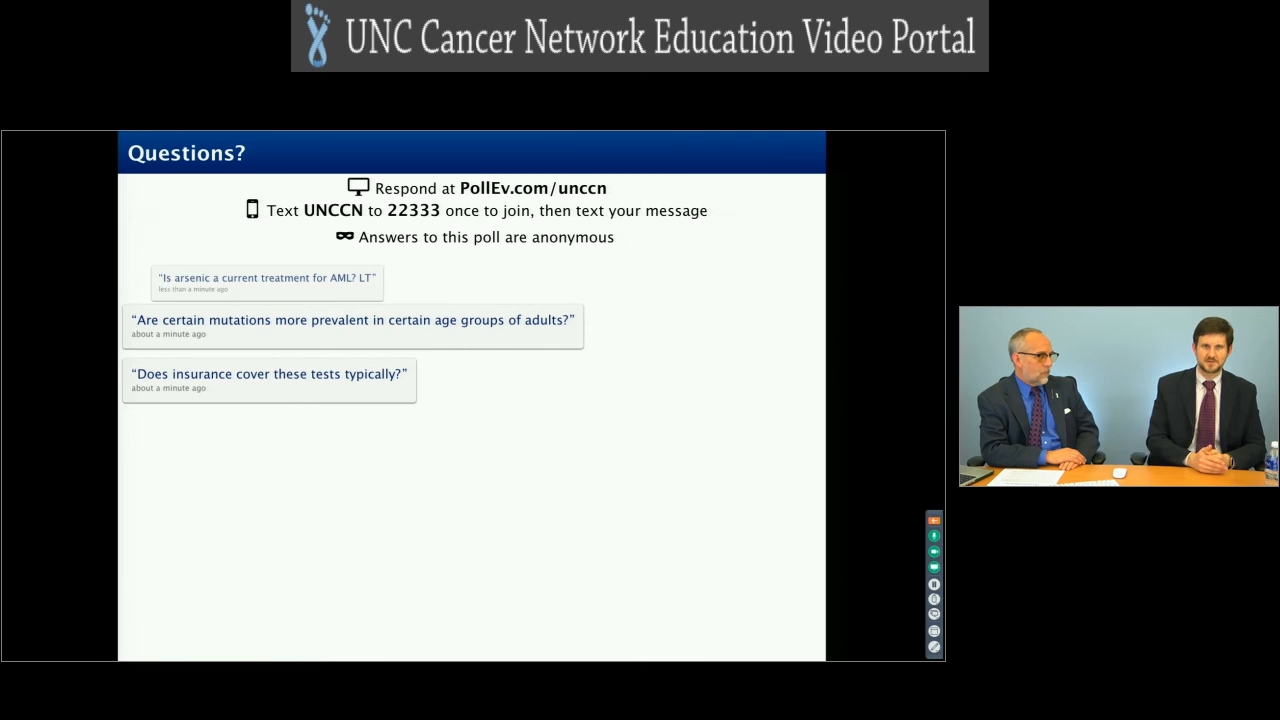 UNC Cancer Network Education Video Portal
Questions?
Respond at PollEv.com/unccn
Text UNCCN to 22333 once to join, then text your message
Answers to this poll are anonymous
“Is arsenic a current treatment for AML? LT”
less than a minute ago
“Are certain mutations more prevalent in certain age groups of adults?”
about a minute ago
“Does insurance cover these tests typically?”
about a minute ago